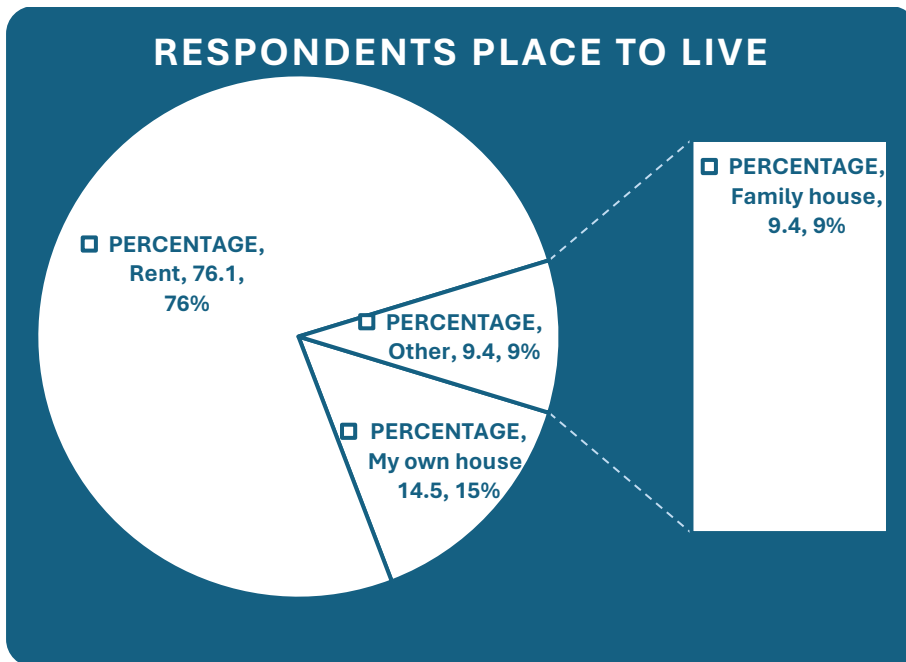 RESPONDENTS PLACE TO LIVE
PERCENTAGE,
Rent, 76.1,
76%
PERCENTAGE,
Other, 9.4, 9%
PERCENTAGE,
My own house
14.5, 15%
PERCENTAGE,
Family house,
9.4, 9%